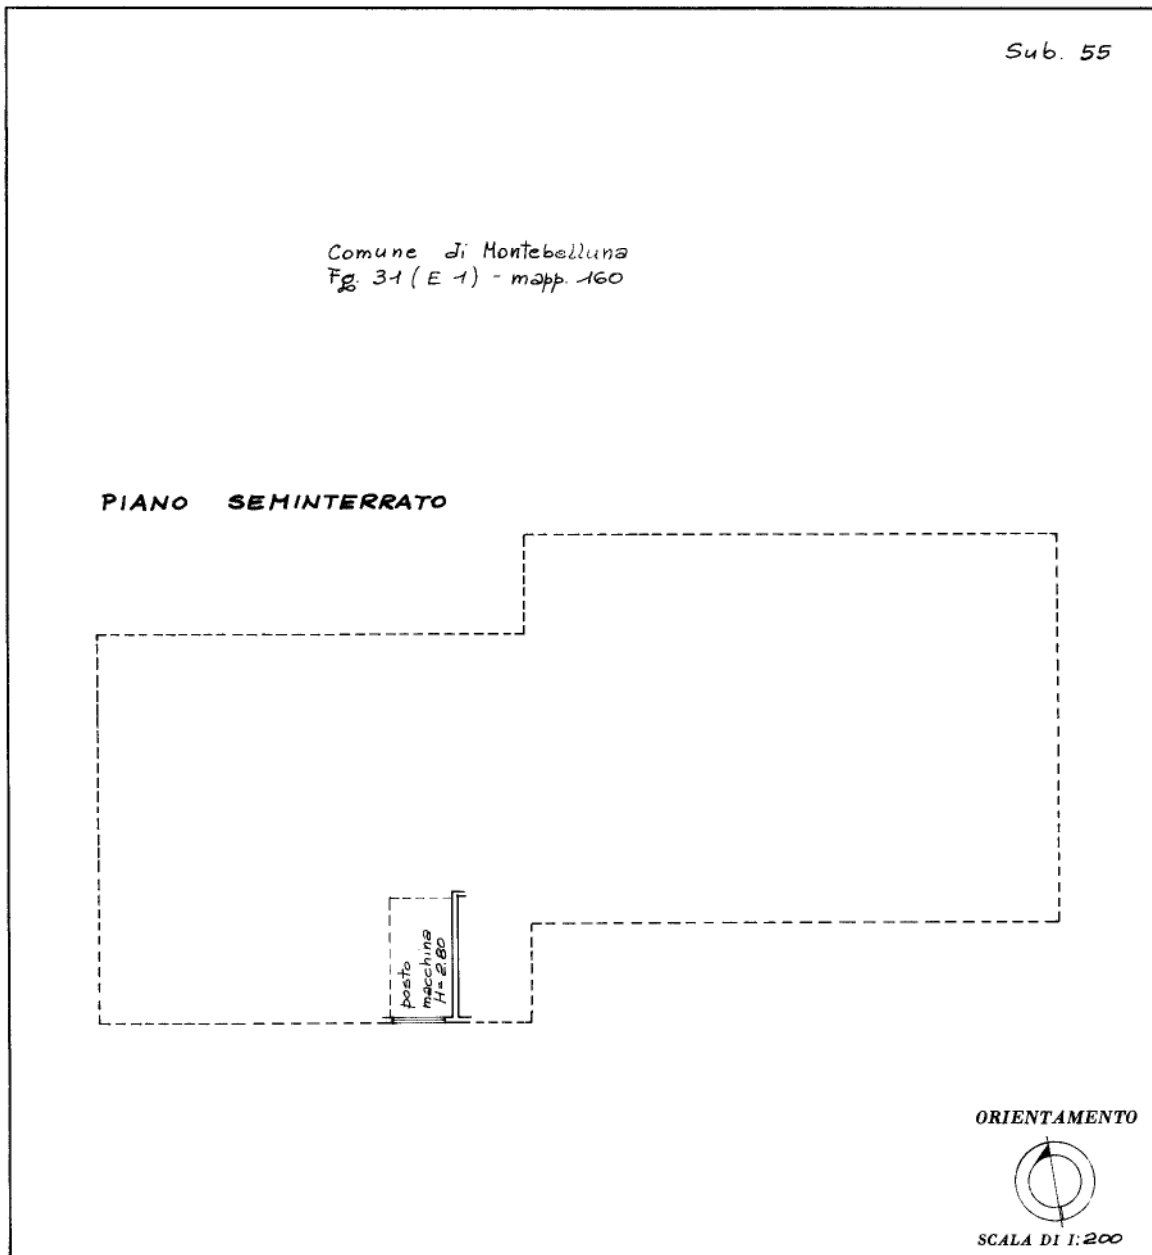 Sub. 55
Comune di Montebelluna
Fg. 31 (E 1) - mapp. 160
PIANO SEMINTERRATO
posto
macchina
H= 2.80
ORIENTAMENTO
SCALA DI 1:200